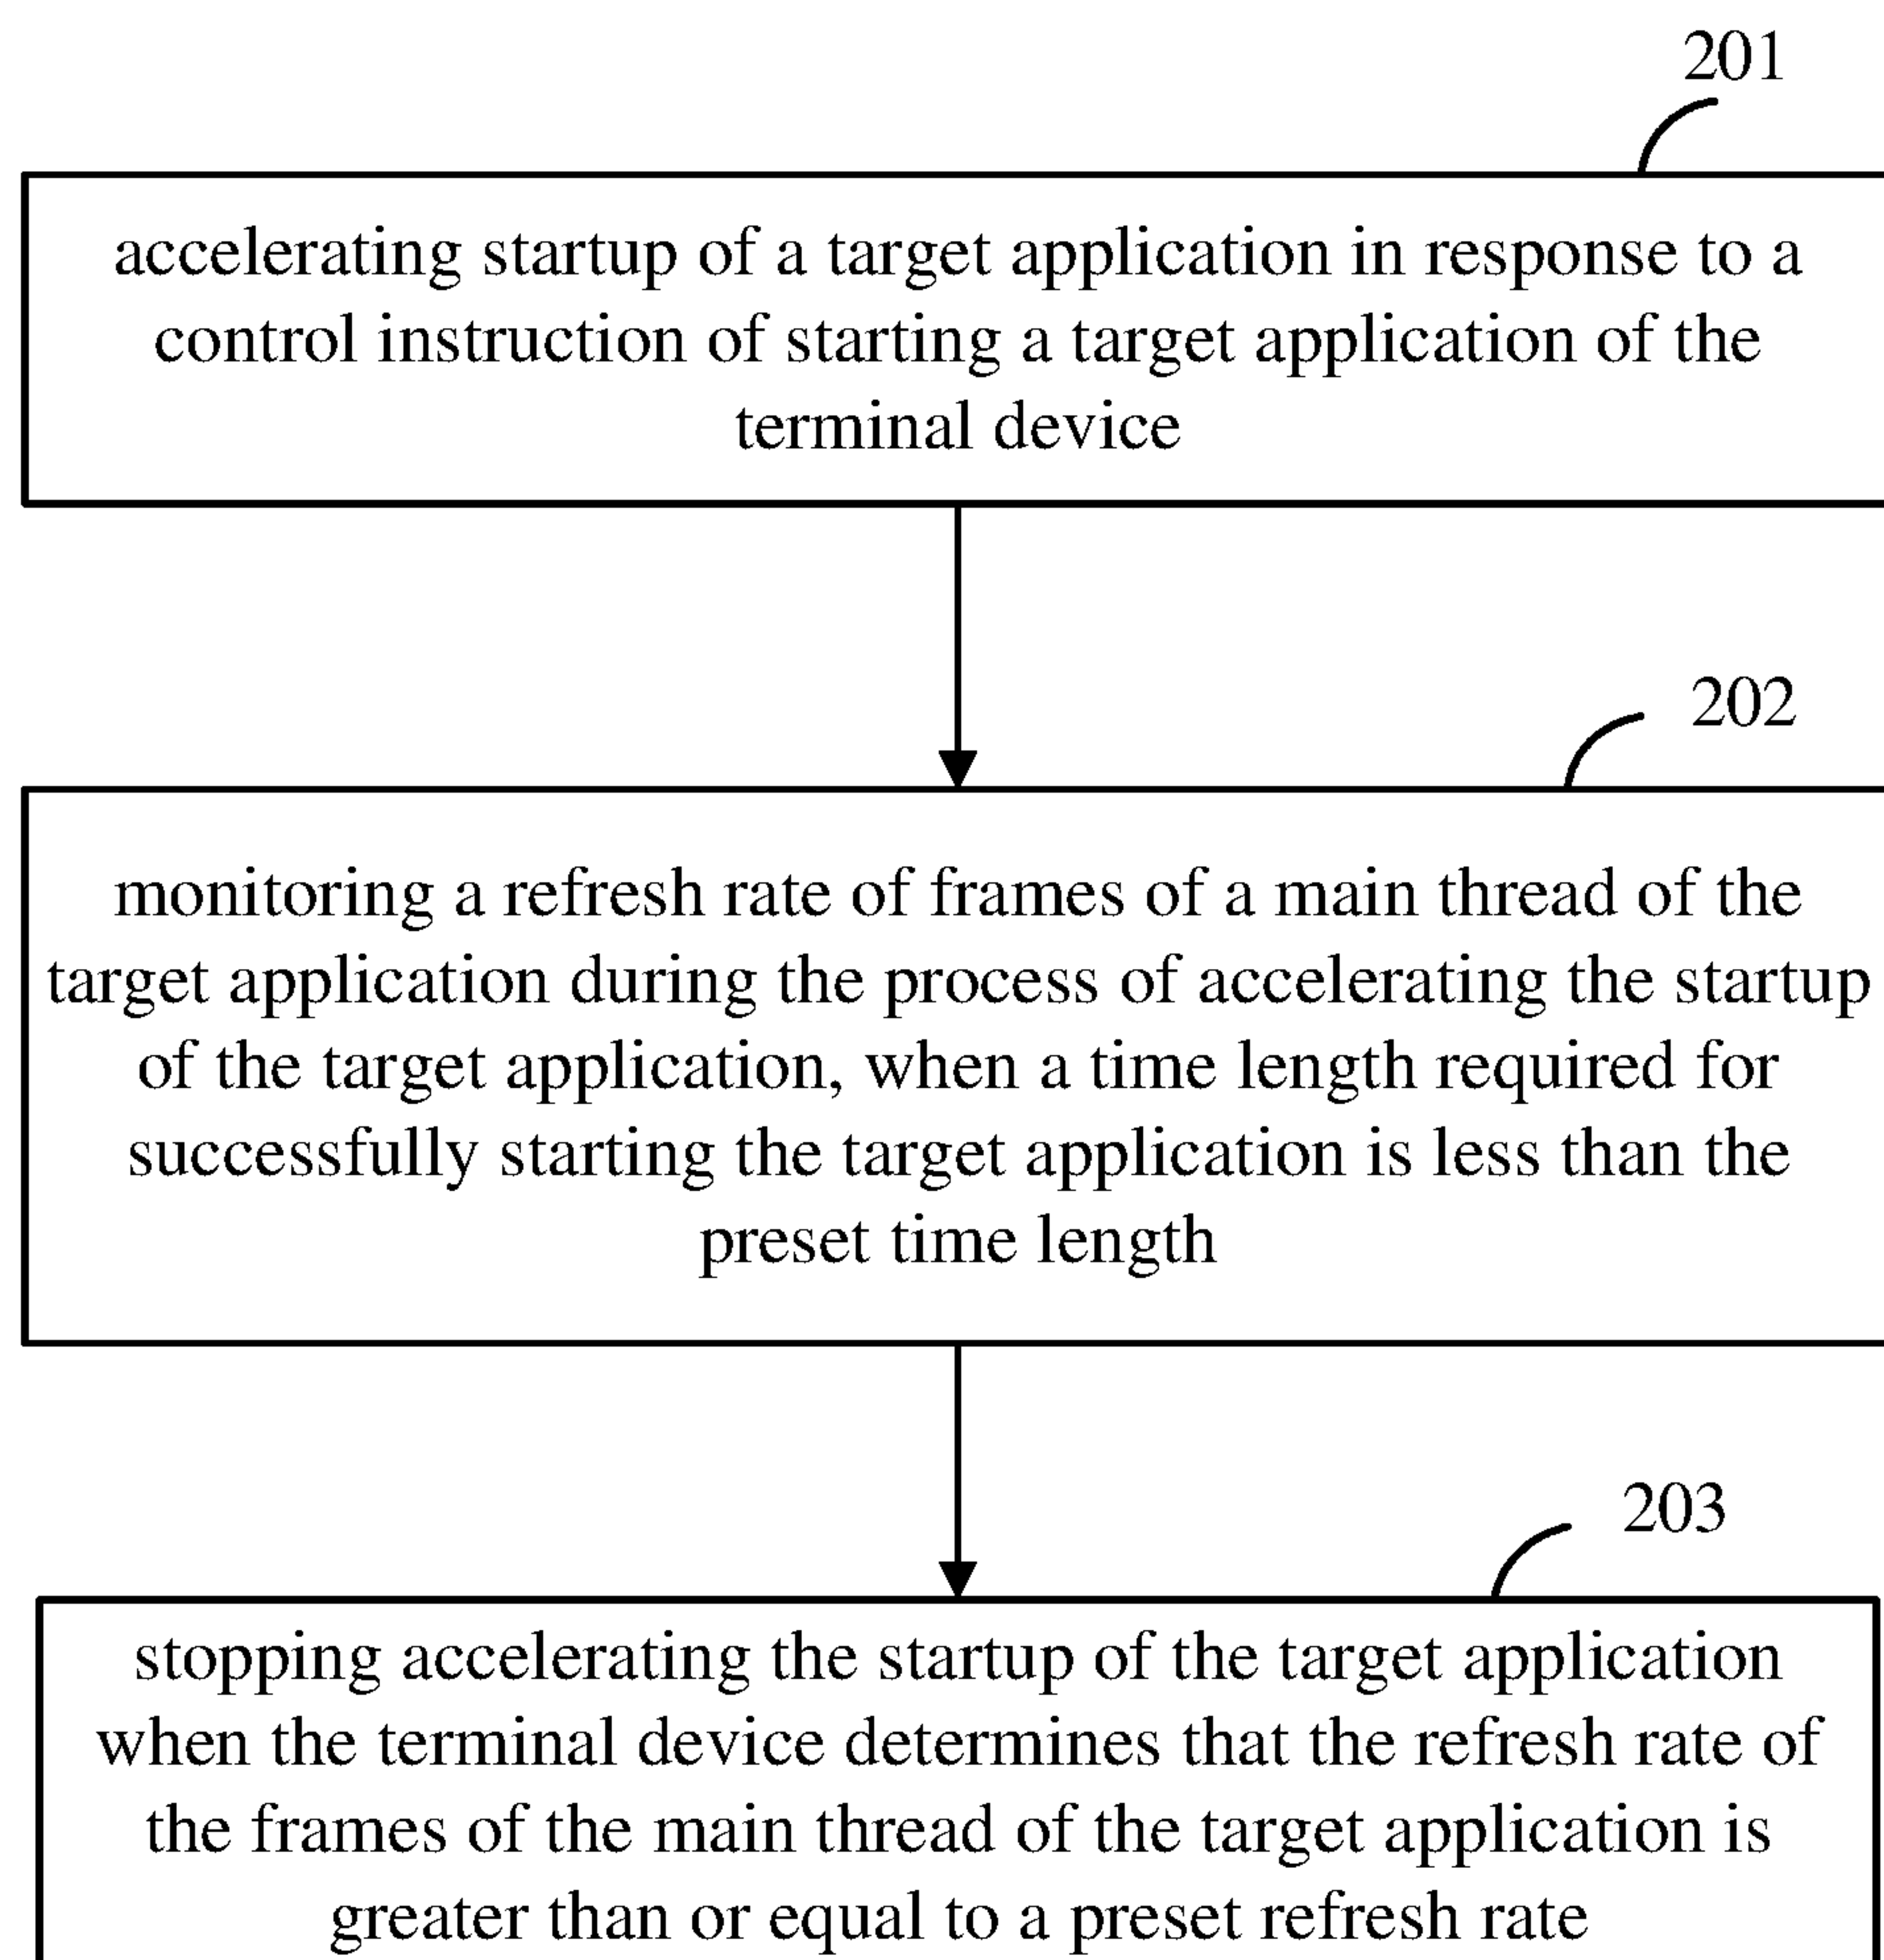 201
accelerating startup of a target application in response to a
control instruction of starting a target application of the
terminal device
202
monitoring a refresh rate of frames of a main thread of the
target application during the process of accelerating the startup
of the target application, when a time length required for
successfully starting the target application is less than the
preset time length
203
stopping accelerating the startup of the target application
when the terminal device determines that the refresh rate of
the frames of the main thread of the target application is
greater than or equal to a preset refresh rate